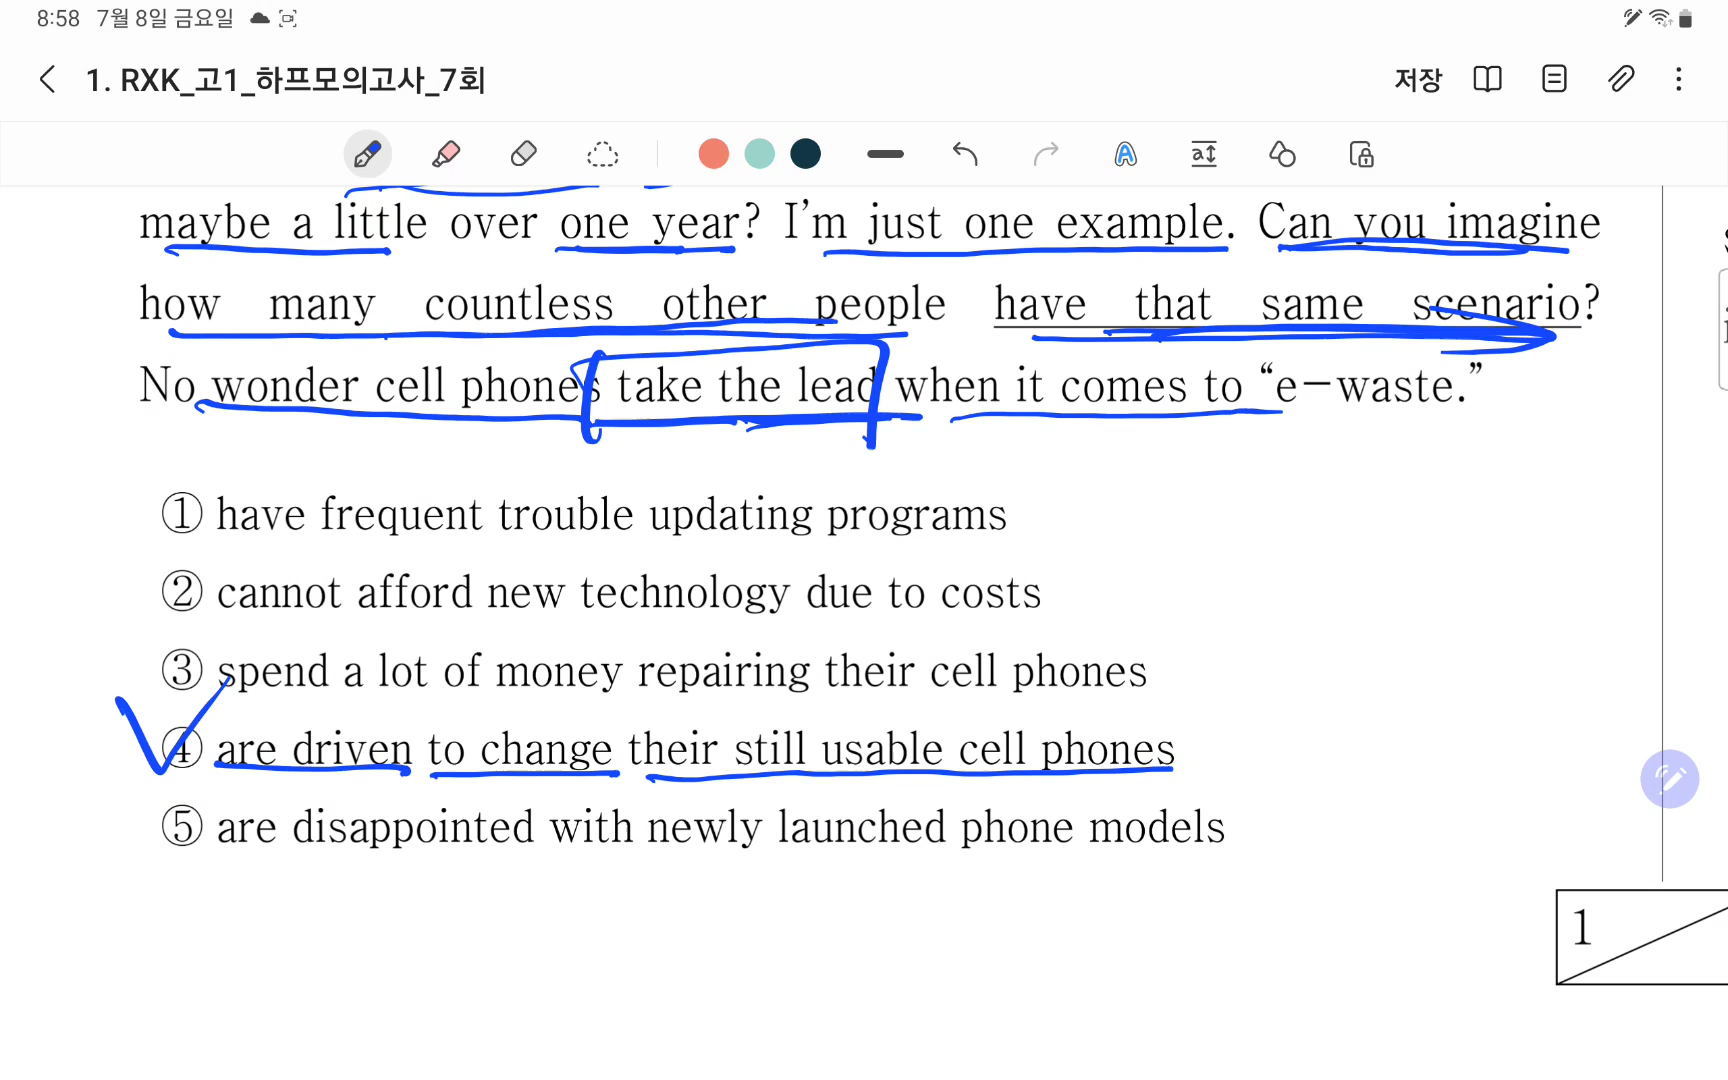 8:58 7월 8일 금요일
1. RXK_고1_하프모의고사_7회
저장
maybe a little over one year? I'm just one example. Can you imagine
how many countless other people have that same scenario?
No wonder cell phones take the lead when it comes to “e-waste.”
① have frequent trouble updating programs
② cannot afford new technology due to costs
③ spend a lot of money repairing their cell phones
④ are driven to change their still usable cell phones
⑤ are disappointed with newly launched phone models
1